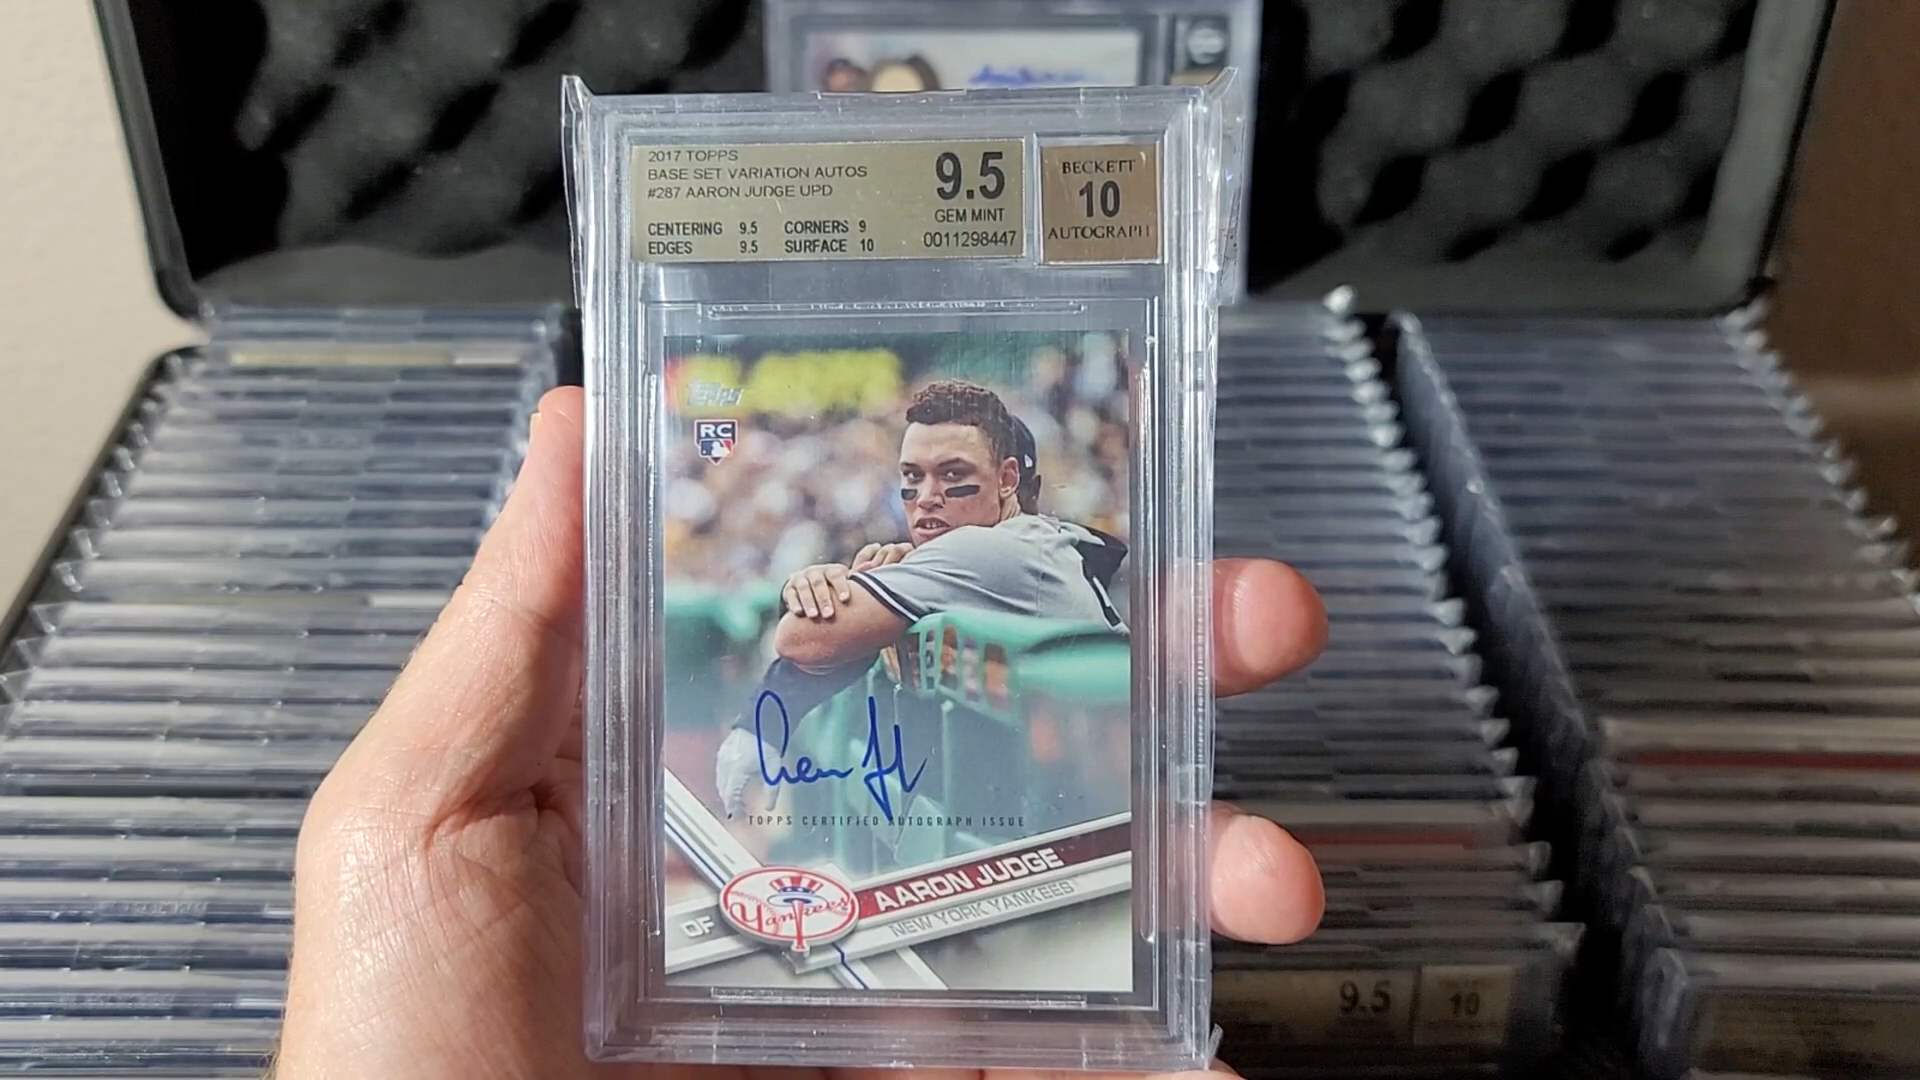 2017 TOPPS
BASE SET VARIATION AUTOS
#287 AARON JUDGE UPD
CENTERING 9.5 CORNERS 9
EDGES 9.5 SURFACE 10
9.5
GEM MINT
0011298447
BECKETT
10
AUTOGRAPH
Topps
RC
Aaron Judge
TOPPS CERTIFIED AUTOGRAPH ISSUE
OF
Yankees
AARON JUDGE
NEW YORK YANKEES
9.5
10